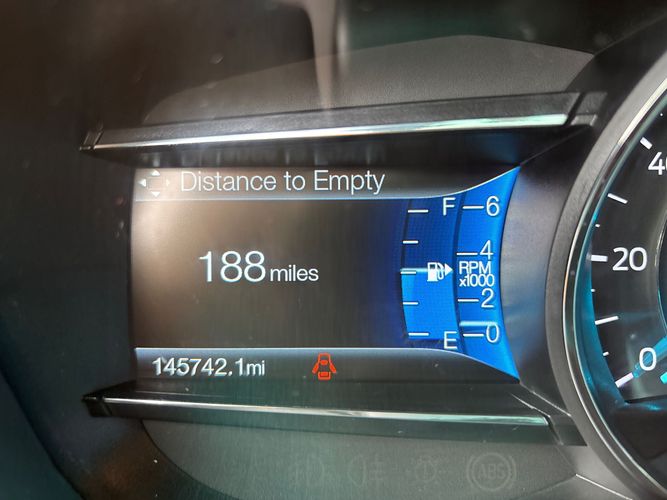 Distance to Empty
188 miles
F
E
6
4
RPM
x1000
2
0
145742.1mi
40
20
0
ABS